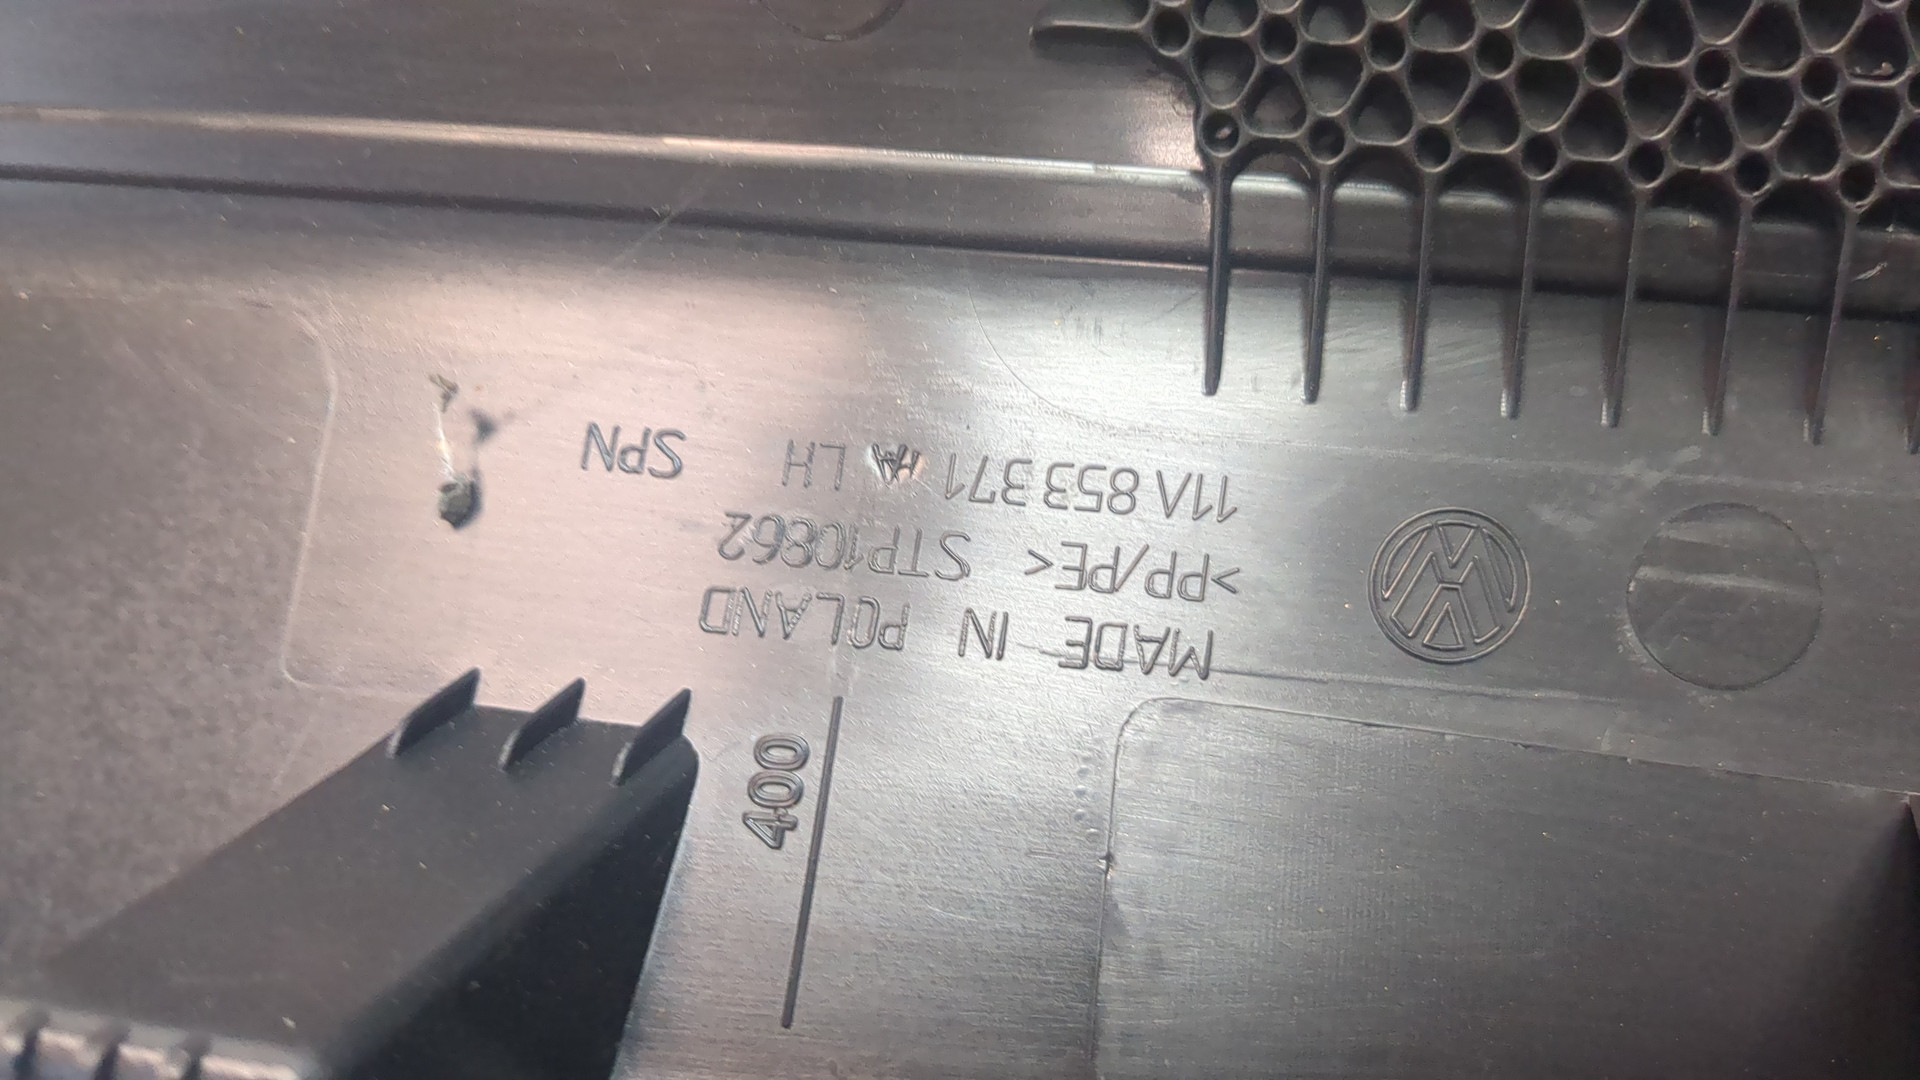 400
MADE IN POLAND
>PP/PE< STP10862
11A 853 371 LH SPN